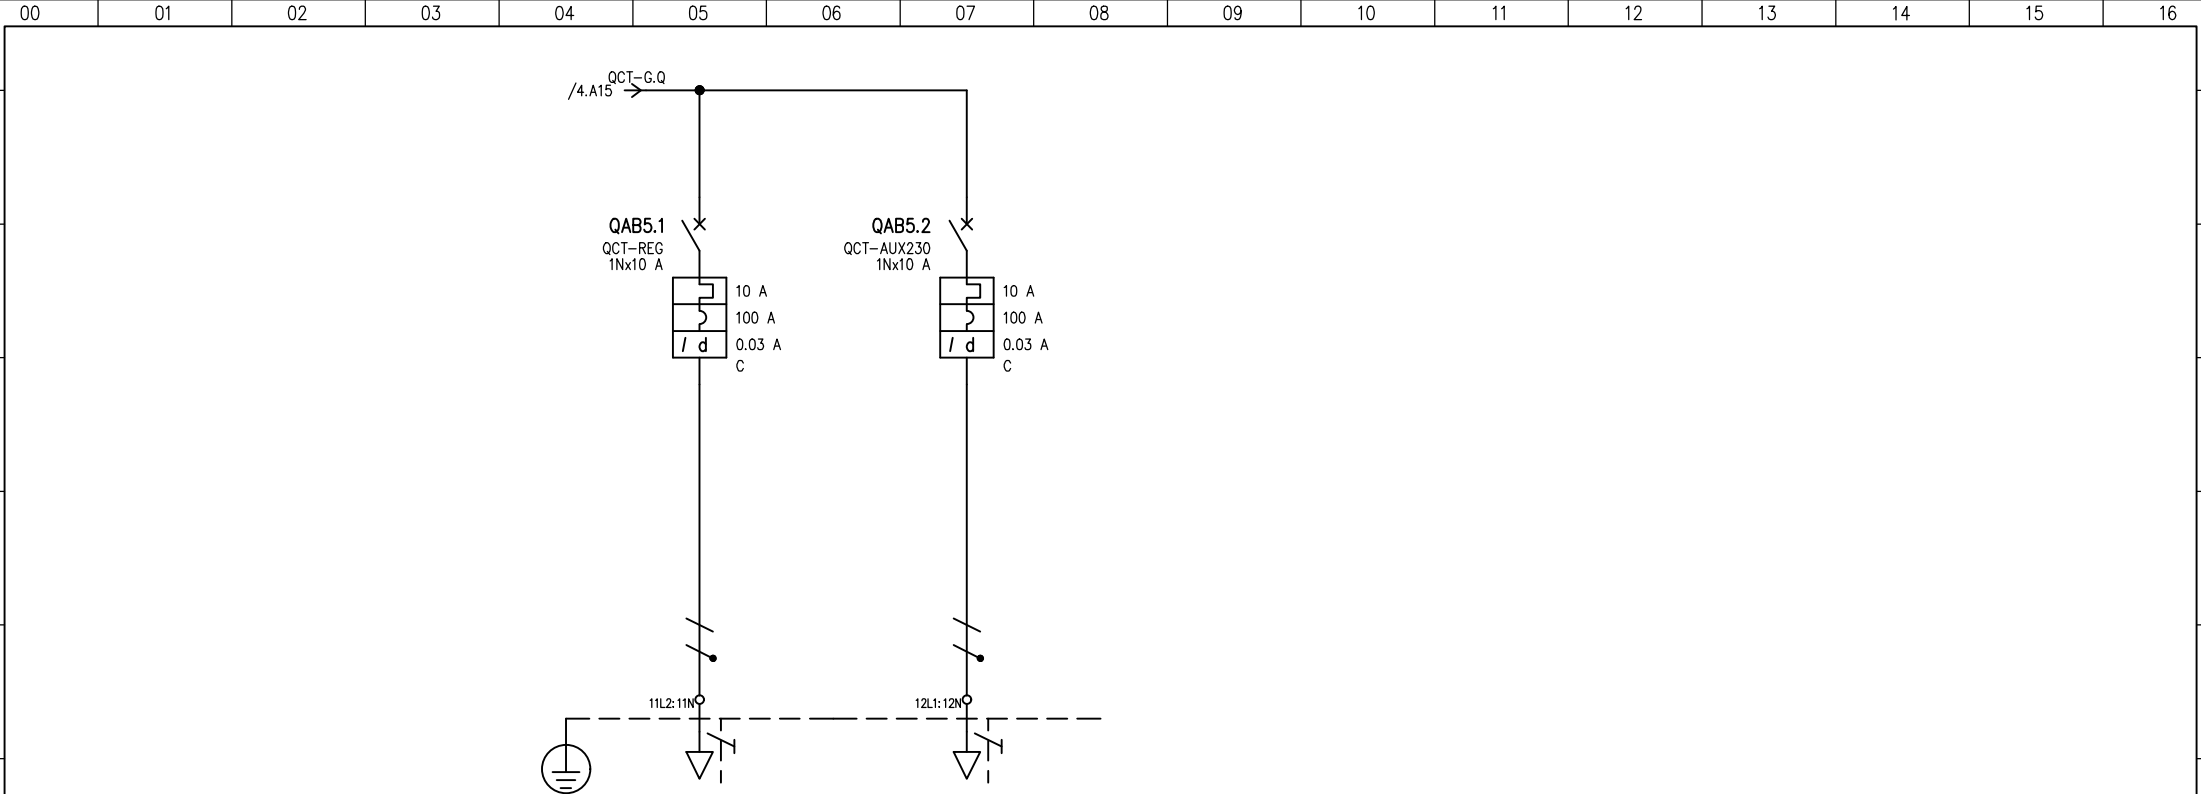 00 01 02 03 04 05 06 07 08 09 10 11 12 13 14 15 16
QCT-G.Q
/4.A15
QAB5.1
QCT-REG
1Nx10 A
10 A
100 A
I d 0.03 A
C
QAB5.2
QCT-AUX230
1Nx10 A
10 A
100 A
I d 0.03 A
C
11L2:11N
12L1:12N